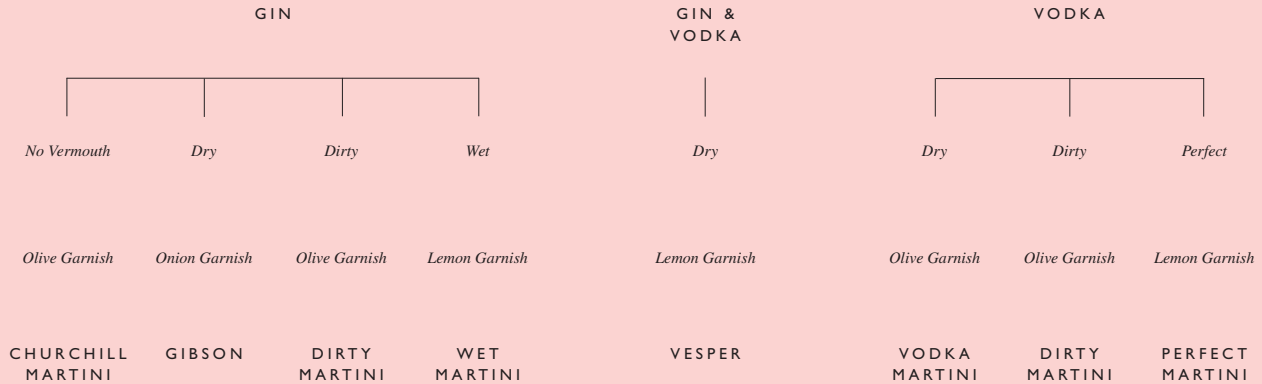 GIN
GIN &
VODKA
VODKA
No Vermouth
Dry
Dirty
Wet
Dry
Dry
Dirty
Perfect
Olive Garnish
Onion Garnish
Olive Garnish
Lemon Garnish
Lemon Garnish
Olive Garnish
Olive Garnish
Lemon Garnish
CHURCHILL
MARTINI
GIBSON
DIRTY
MARTINI
WET
MARTINI
VESPER
VODKA
MARTINI
DIRTY
MARTINI
PERFECT
MARTINI